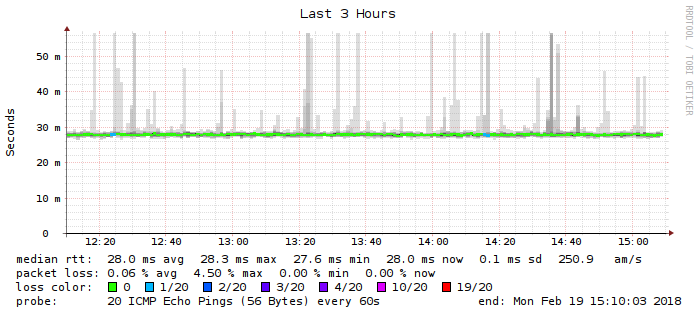 Last 3 Hours
RRDTOOL / TOBI OETIKER
Seconds
50 m
40 m
30 m
20 m
10 m
0
12:20 12:40 13:00 13:20 13:40 14:00 14:20 14:40 15:00
median rtt: 28.0 ms avg 28.3 ms max 27.6 ms min 28.0 ms now 0.1 ms sd 250.9 am/s
packet loss: 0.06 % avg 4.50 % max 0.00 % min 0.00 % now
loss color: 0 1/20 2/20 3/20 4/20 10/20 19/20
probe: 20 ICMP Echo Pings (56 Bytes) every 60s end: Mon Feb 19 15:10:03 2018